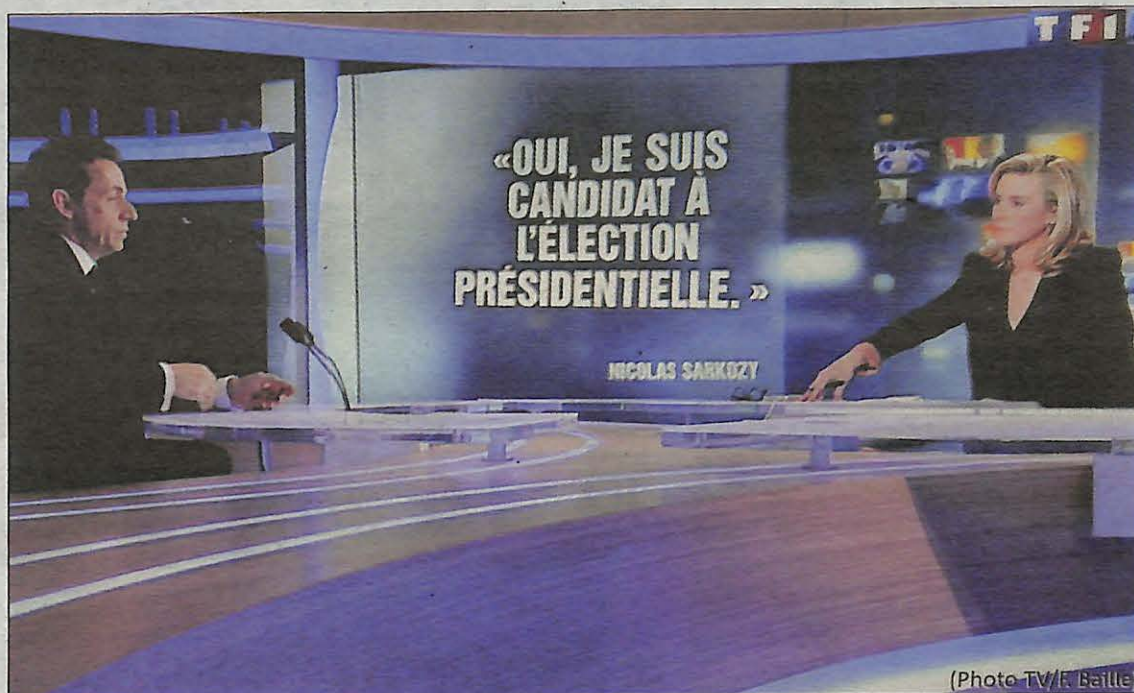 TF1
«OUI, JE SUIS
CANDIDAT À
L'ÉLECTION
PRÉSIDENTIELLE. »
NICOLAS SARKOZY
(Photo TV/F. Baille